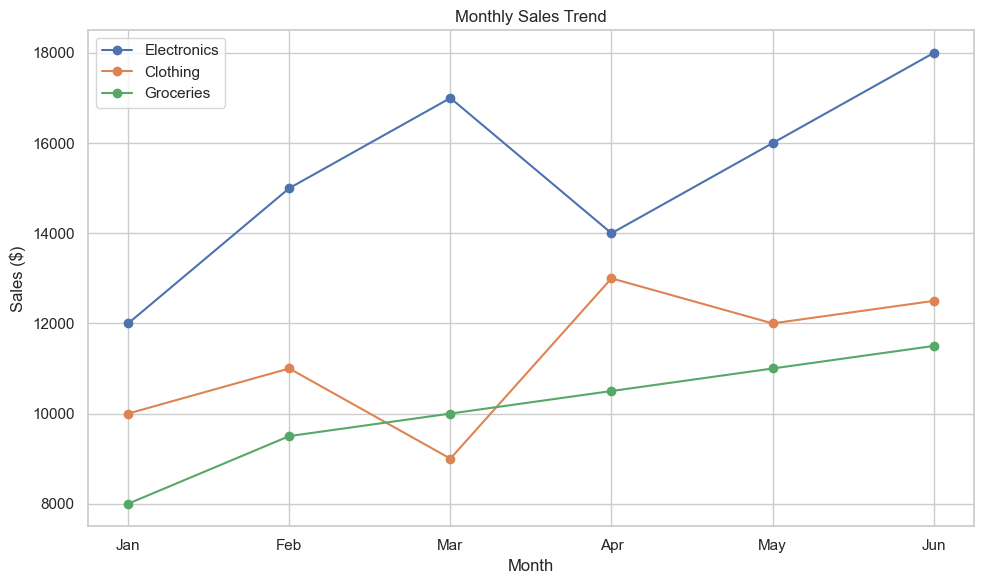 Monthly Sales Trend
Electronics
Clothing
Groceries
Sales ($)
18000
16000
14000
12000
10000
8000
Jan Feb Mar Apr May Jun
Month